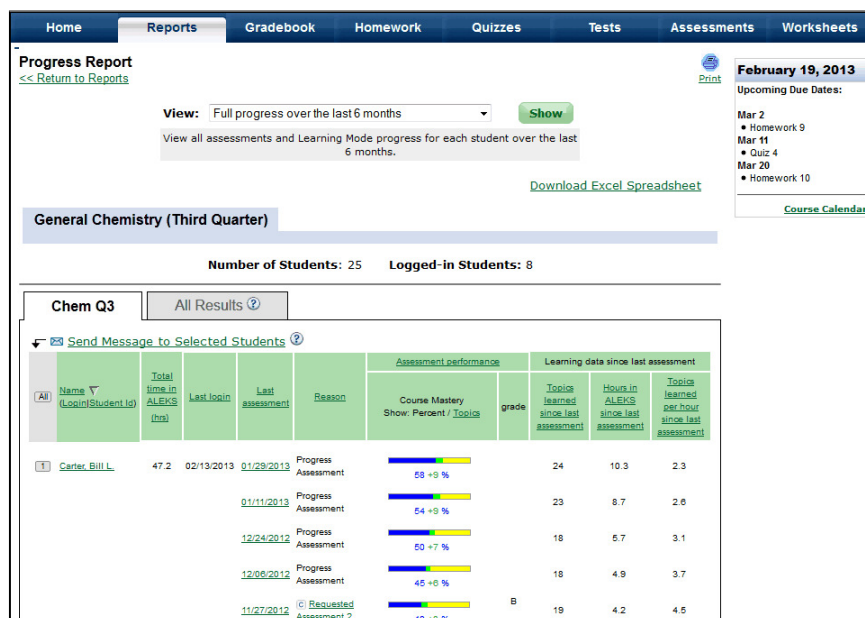 Home Reports Gradebook Homework Quizzes Tests Assessments Worksheets
Progress Report
<< Return to Reports
Print
View: Full progress over the last 6 months Show
View all assessments and Learning Mode progress for each student over the last
6 months.
Download Excel Spreadsheet
February 19, 2013
Upcoming Due Dates:
Mar 2
• Homework 9
Mar 11
• Quiz 4
Mar 20
• Homework 10
Course Calendar
General Chemistry (Third Quarter)
Number of Students: 25 Logged-in Students: 8
Chem Q3 All Results ?
Send Message to Selected Students ?
Assessment performance Learning data since last assessment
All
Name
(Login|Student Id)
Total
time in
ALEKS
(hrs)
Last login
Last
assessment
Reason
Course Mastery
Show: Percent / Topics
grade
Topics
learned
since last
assessment
Hours in
ALEKS
since last
assessment
Topics
learned
per hour
since last
assessment
1 Carter, Bill L. 47.2 02/13/2013 01/29/2013 Progress
Assessment
58 +9 % 24 10.3 2.3
01/11/2013 Progress
Assessment
54 +9 % 23 8.7 2.6
12/24/2012 Progress
Assessment
50 +7 % 18 5.7 3.1
12/06/2012 Progress
Assessment
45 +6 % 18 4.9 3.7
11/27/2012 C Requested
Assessment 2
B 19 4.2 4.5